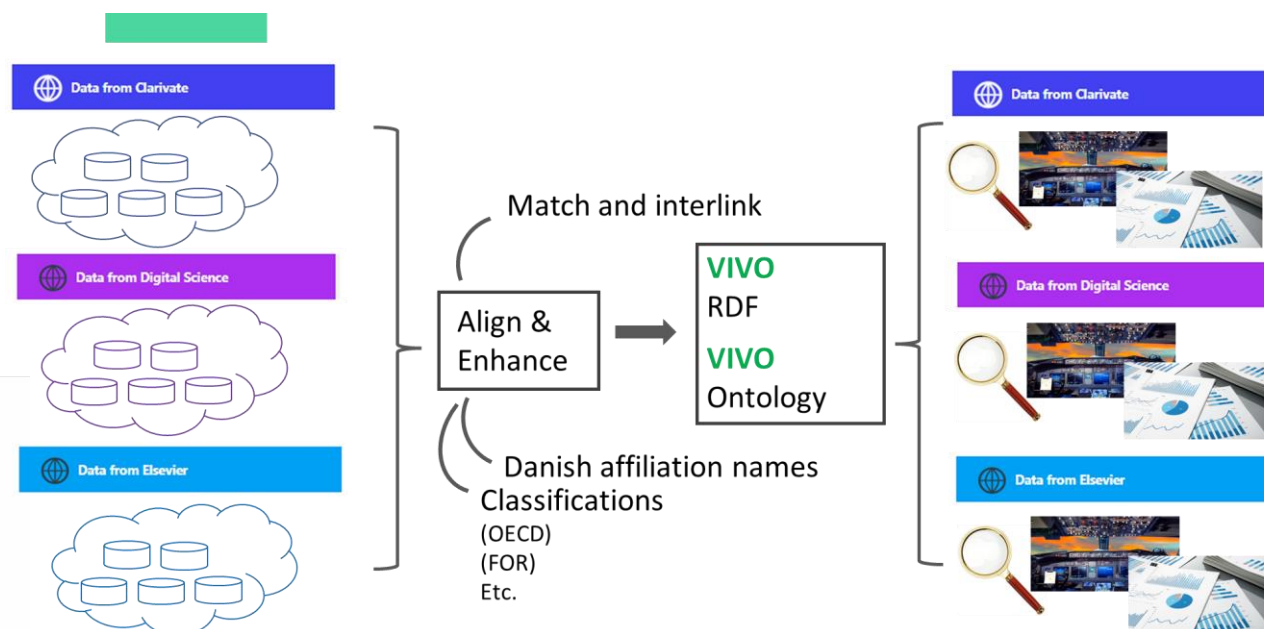 Data from Clarivate
Data from Digital Science
Data from Elsevier
Match and interlink
Align &
Enhance
Danish affiliation names
Classifications
(OECD)
(FOR)
Etc.
VIVO
RDF
VIVO
Ontology
Data from Clarivate
Data from Digital Science
Data from Elsevier